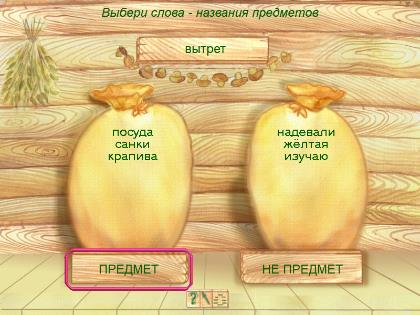 Выбери слова - названия предметов
вытрет
посуда
санки
крапива
надевали
жёлтая
изучаю
ПРЕДМЕТ
НЕ ПРЕДМЕТ
?